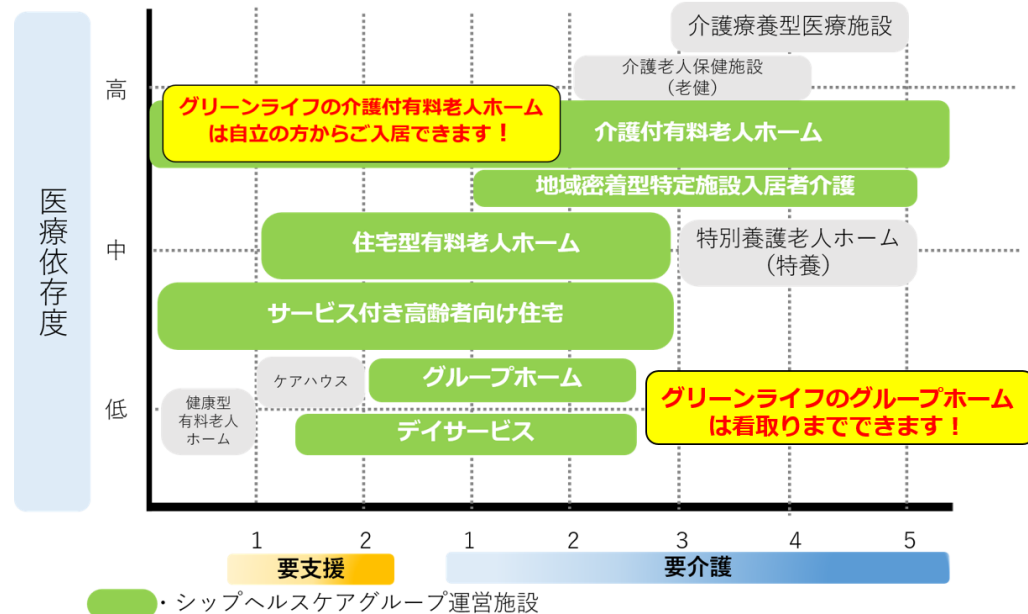 介護療養型医療施設
介護老人保健施設
（老健）
高
グリーンライフの介護付有料老人ホーム
は自立の方からご入居できます！
介護付有料老人ホーム
地域密着型特定施設入居者介護
医療依存度
中
住宅型有料老人ホーム
特別養護老人ホーム
（特養）
サービス付き高齢者向け住宅
ケアハウス
グループホーム
低
健康型
有料老人
ホーム
デイサービス
グリーンライフのグループホーム
は看取りまでできます！
1 2 1 2 3 4 5
要支援
要介護
・シップヘルスケアグループ運営施設